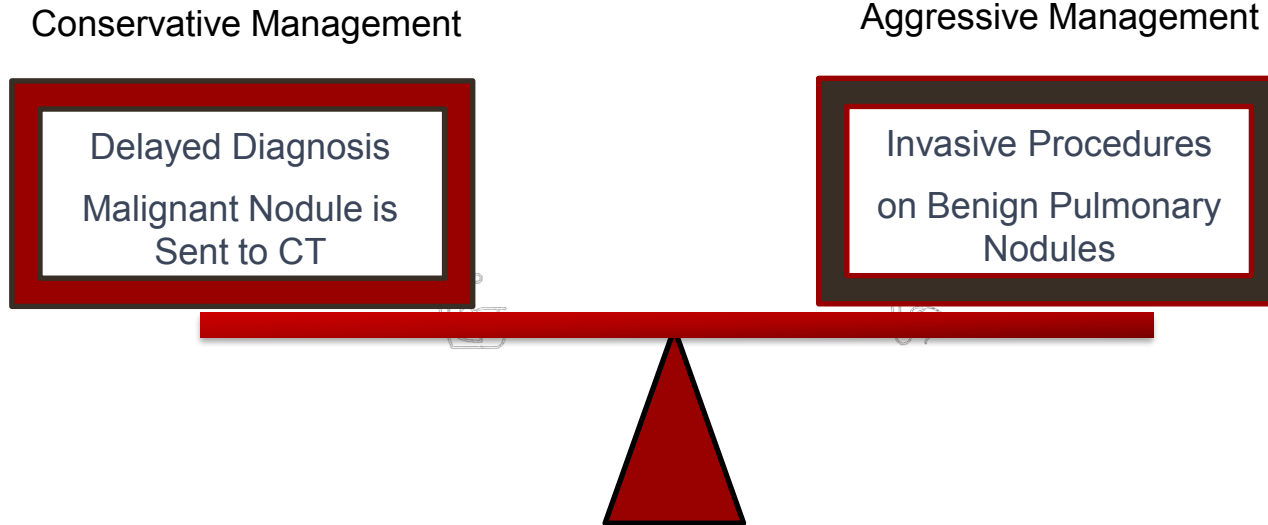 Conservative Management
Aggressive Management
Delayed Diagnosis
Malignant Nodule is
Sent to CT
Invasive Procedures
on Benign Pulmonary
Nodules